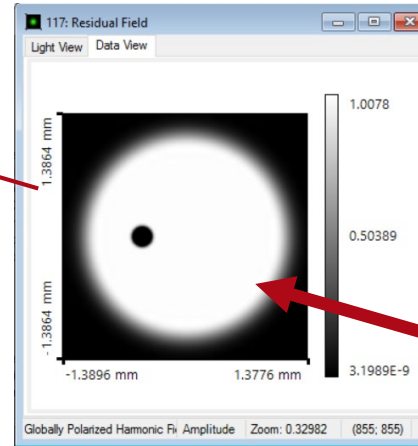 117: Residual Field
Light View Data View
1.0078
1.3864 mm
0.50389
-1.3864 mm
3.1989E-9
-1.3896 mm 1.3776 mm
Globally Polarized Harmonic Fi Amplitude Zoom: 0.32982 (855; 855)